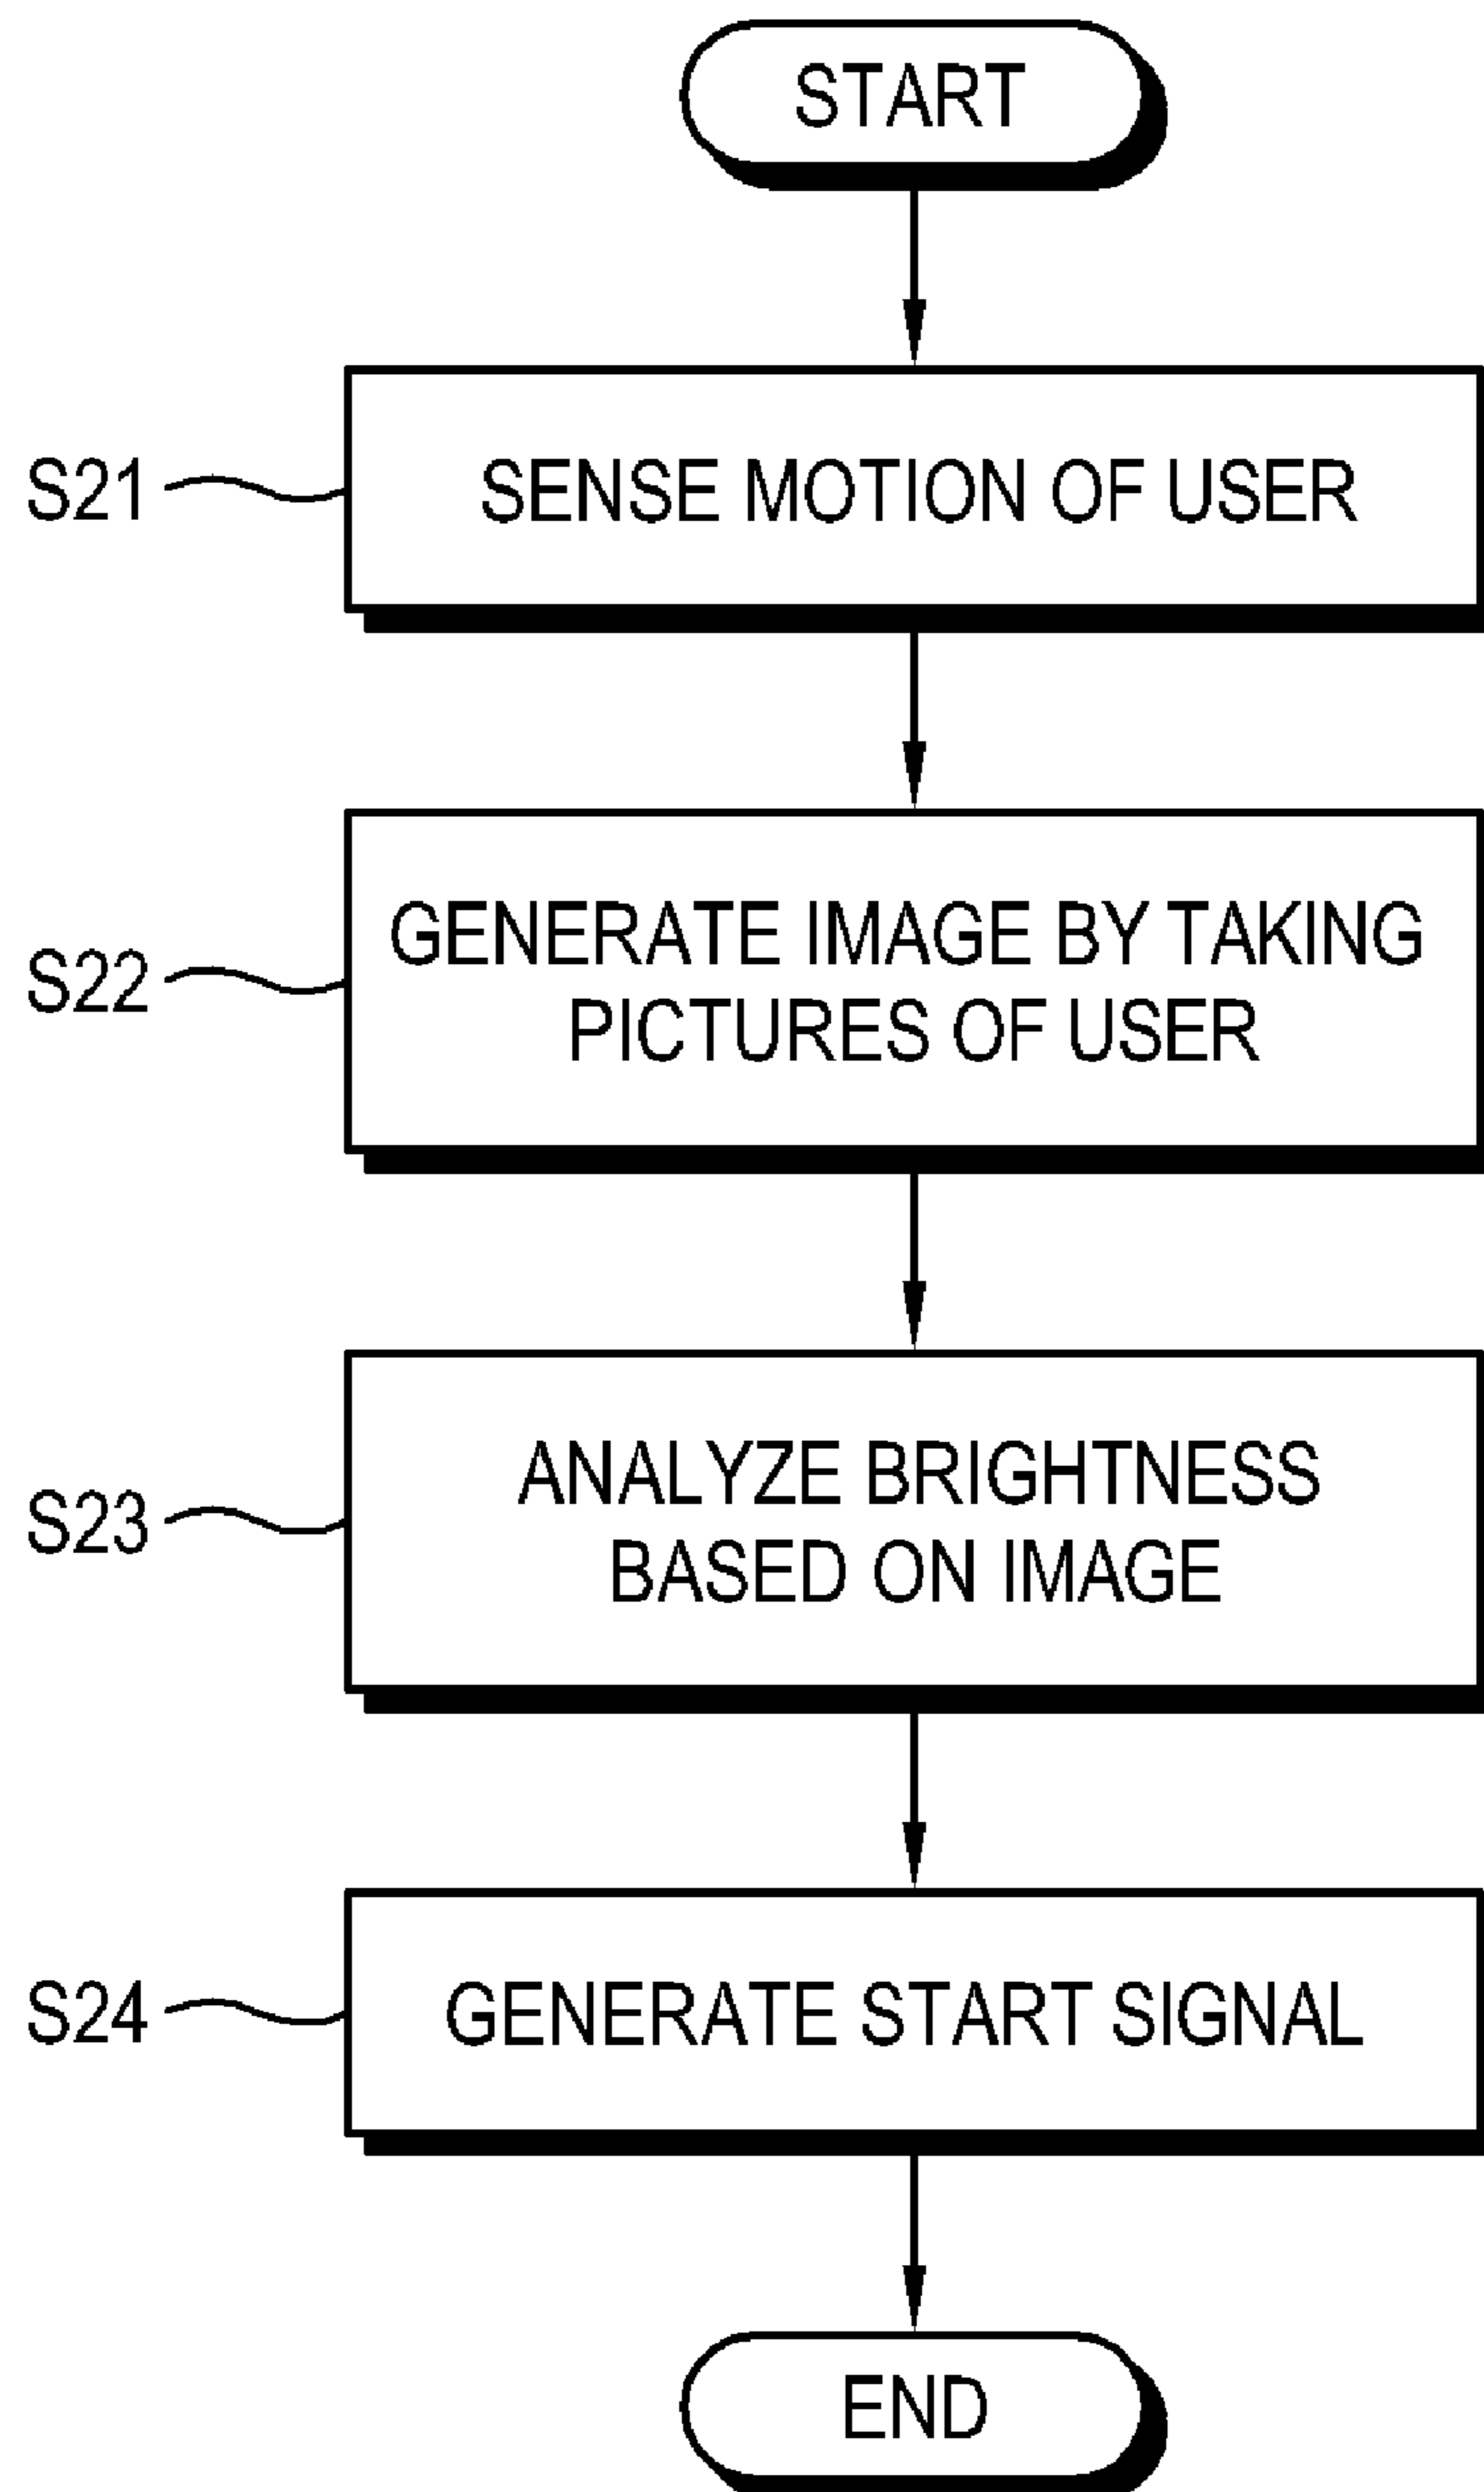 START
S21
SENSE MOTION OF USER
S22
GENERATE IMAGE BY TAKING
PICTURES OF USER
S23
ANALYZE BRIGHTNESS
BASED ON IMAGE
S24
GENERATE START SIGNAL
END